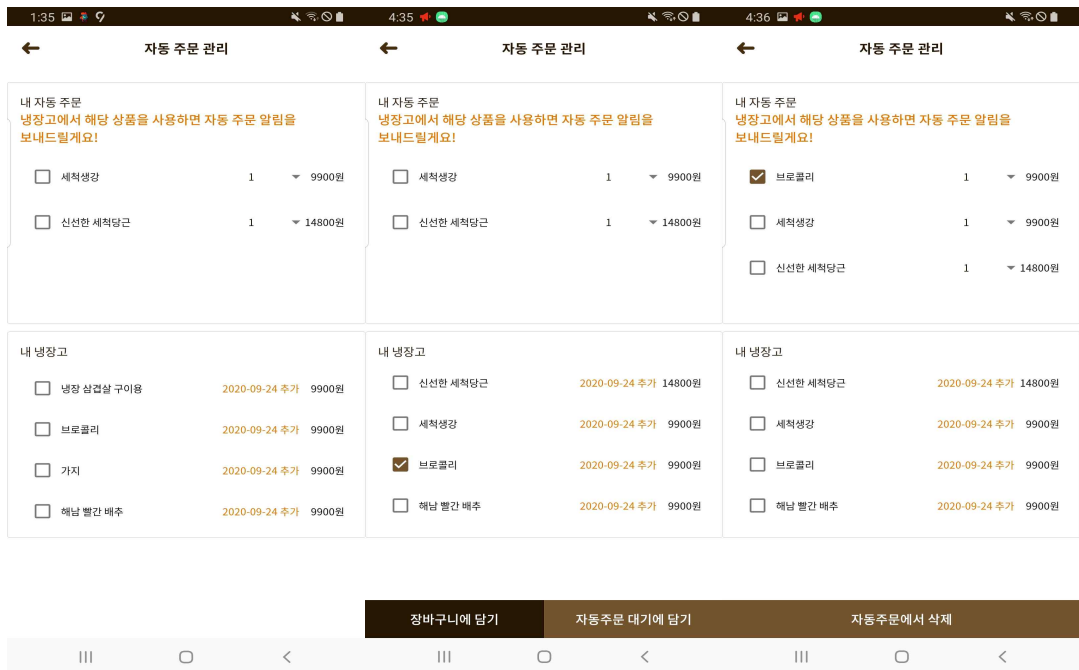 1:35
자동 주문 관리
내 자동 주문
냉장고에서 해당 상품을 사용하면 자동 주문 알림을
보내드릴게요!
세척생강 1 9900원
신선한 세척당근 1 14800원
내 냉장고
냉장 삼겹살 구이용 2020-09-24 추가 9900원
브로콜리 2020-09-24 추가 9900원
가지 2020-09-24 추가 9900원
해남 빨간 배추 2020-09-24 추가 9900원
4:35
자동 주문 관리
내 자동 주문
냉장고에서 해당 상품을 사용하면 자동 주문 알림을
보내드릴게요!
세척생강 1 9900원
신선한 세척당근 1 14800원
내 냉장고
신선한 세척당근 2020-09-24 추가 14800원
세척생강 2020-09-24 추가 9900원
브로콜리 2020-09-24 추가 9900원
해남 빨간 배추 2020-09-24 추가 9900원
장바구니에 담기 자동주문 대기에 담기
4:36
자동 주문 관리
내 자동 주문
냉장고에서 해당 상품을 사용하면 자동 주문 알림을
보내드릴게요!
브로콜리 1 9900원
세척생강 1 9900원
신선한 세척당근 1 14800원
내 냉장고
신선한 세척당근 2020-09-24 추가 14800원
세척생강 2020-09-24 추가 9900원
브로콜리 2020-09-24 추가 9900원
해남 빨간 배추 2020-09-24 추가 9900원
자동주문에서 삭제